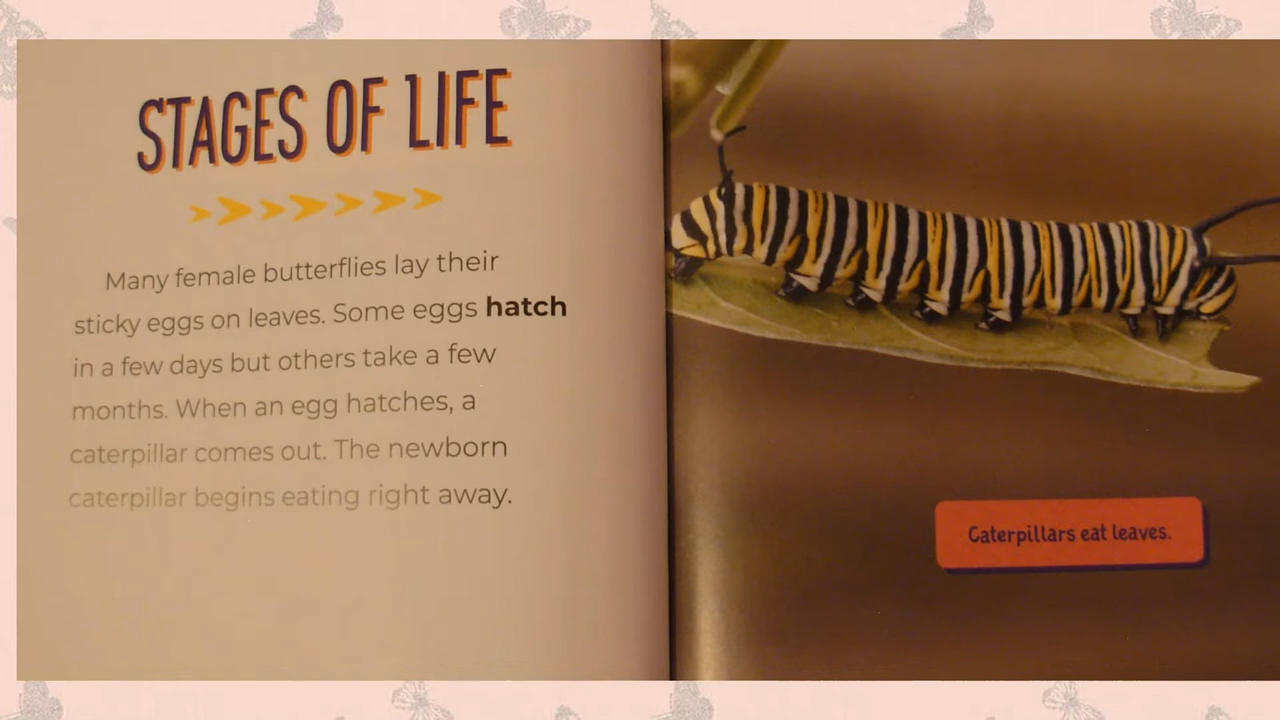 STAGES OF LIFE
Many female butterflies lay their
sticky eggs on leaves. Some eggs hatch
in a few days but others take a few
months. When an egg hatches, a
caterpillar comes out. The newborn
caterpillar begins eating right away.
Caterpillars eat leaves.